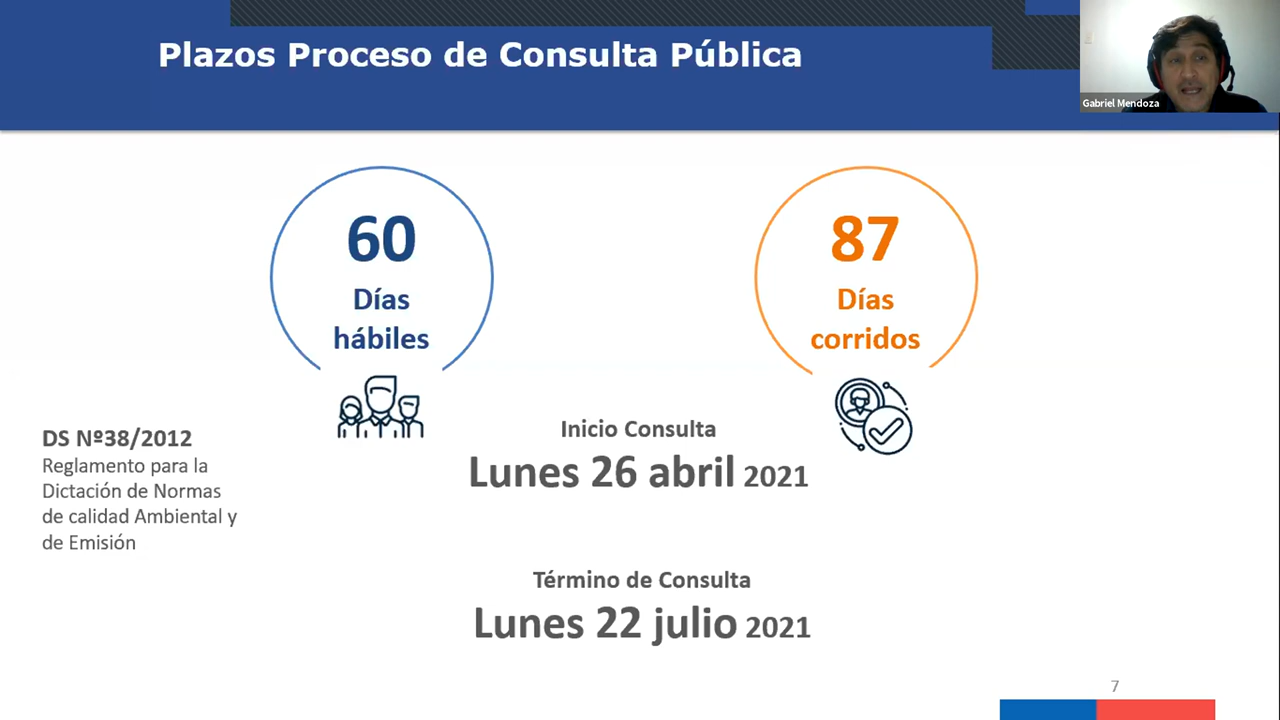 Plazos Proceso de Consulta Pública
Gabriel Mendoza
60
Días
hábiles
87
Días
corridos
DS Nº38/2012
Reglamento para la
Dictación de Normas
de calidad Ambiental y
de Emisión
Inicio Consulta
Lunes 26 abril 2021
Término de Consulta
Lunes 22 julio 2021
7